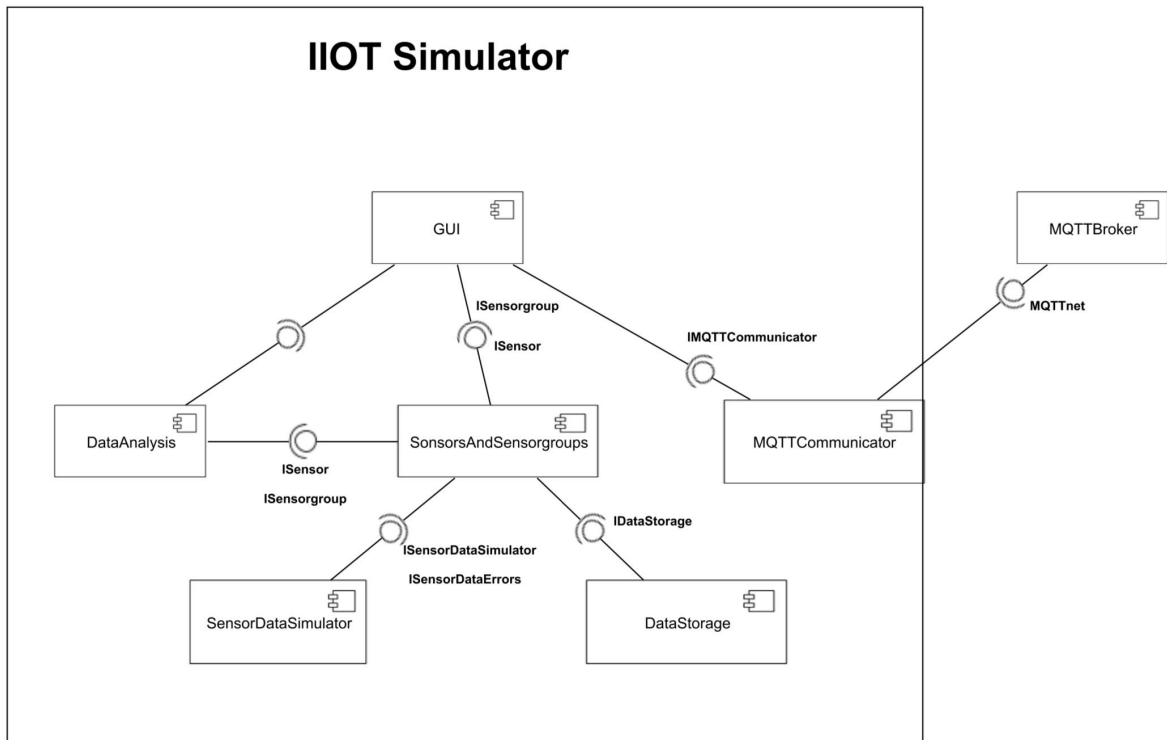 IIOT Simulator
GUI
MQTTBroker
ISensorgroup
MQTTnet
ISensor
IMQTTCommunicator
DataAnalysis
SonsorsAndSensorgroups
MQTTCommunicator
ISensor
ISensorgroup
IDataStorage
ISensorDataSimulator
ISensorDataErrors
SensorDataSimulator
DataStorage